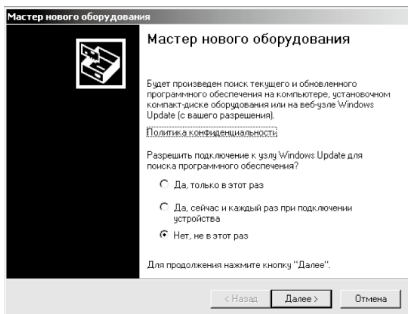 Мастер нового оборудования
Мастер нового оборудования
Будет произведен поиск текущего и обновленного
программного обеспечения на компьютере, установочном
компакт-диске оборудования или на веб-узле Windows
Update (с вашего разрешения).
Политика конфиденциальности
Разрешить подключение к узлу Windows Update для
поиска программного обеспечения?
Да, только в этот раз
Да, сейчас и каждый раз при подключении
устройства
Нет, не в этот раз
Для продолжения нажмите кнопку "Далее".
< Назад Далее > Отмена